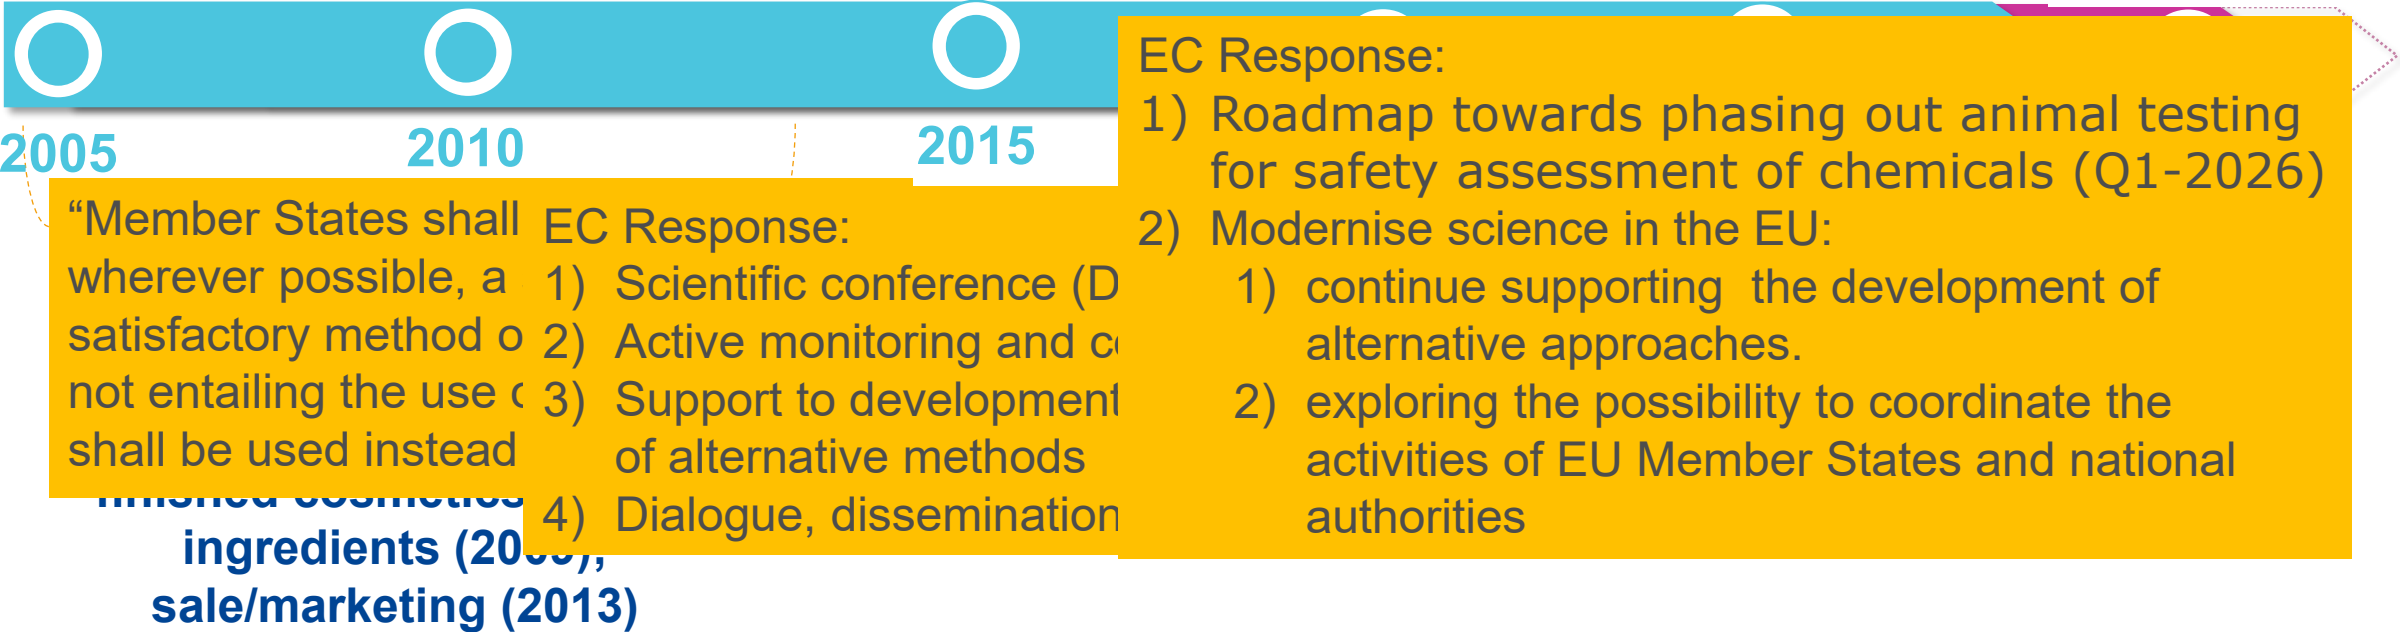 2005
2010
2015
“Member States shall
wherever possible, a
satisfactory method
not entailing the use
shall be used instead
finished cosmetics
ingredients
sale/marketing (2013)
EC Response:
1) Scientific conference
2) Active monitoring and
3) Support to development
of alternative methods
4) Dialogue, dissemination
EC Response:
1) Roadmap towards phasing out animal testing
for safety assessment of chemicals (Q1-2026)
2) Modernise science in the EU:
1) continue supporting the development of
alternative approaches.
2) exploring the possibility to coordinate the
activities of EU Member States and national
authorities